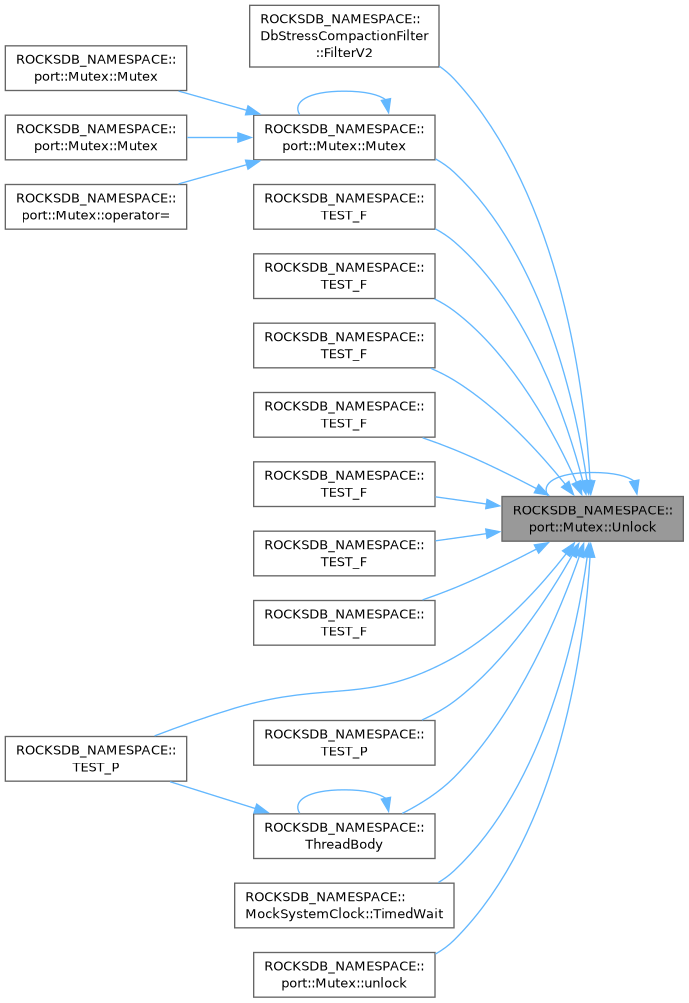 ROCKSDB_NAMESPACE::
DbStressCompactionFilter
::FilterV2
ROCKSDB_NAMESPACE::
port::Mutex::Mutex
ROCKSDB_NAMESPACE::
port::Mutex::Mutex
ROCKSDB_NAMESPACE::
port::Mutex::operator=
ROCKSDB_NAMESPACE::
port::Mutex::Mutex
ROCKSDB_NAMESPACE::
TEST_F
ROCKSDB_NAMESPACE::
TEST_F
ROCKSDB_NAMESPACE::
TEST_F
ROCKSDB_NAMESPACE::
TEST_F
ROCKSDB_NAMESPACE::
TEST_F
ROCKSDB_NAMESPACE::
TEST_F
ROCKSDB_NAMESPACE::
TEST_F
ROCKSDB_NAMESPACE::
port::Mutex::Unlock
ROCKSDB_NAMESPACE::
TEST_P
ROCKSDB_NAMESPACE::
TEST_P
ROCKSDB_NAMESPACE::
ThreadBody
ROCKSDB_NAMESPACE::
MockSystemClock::TimedWait
ROCKSDB_NAMESPACE::
port::Mutex::unlock